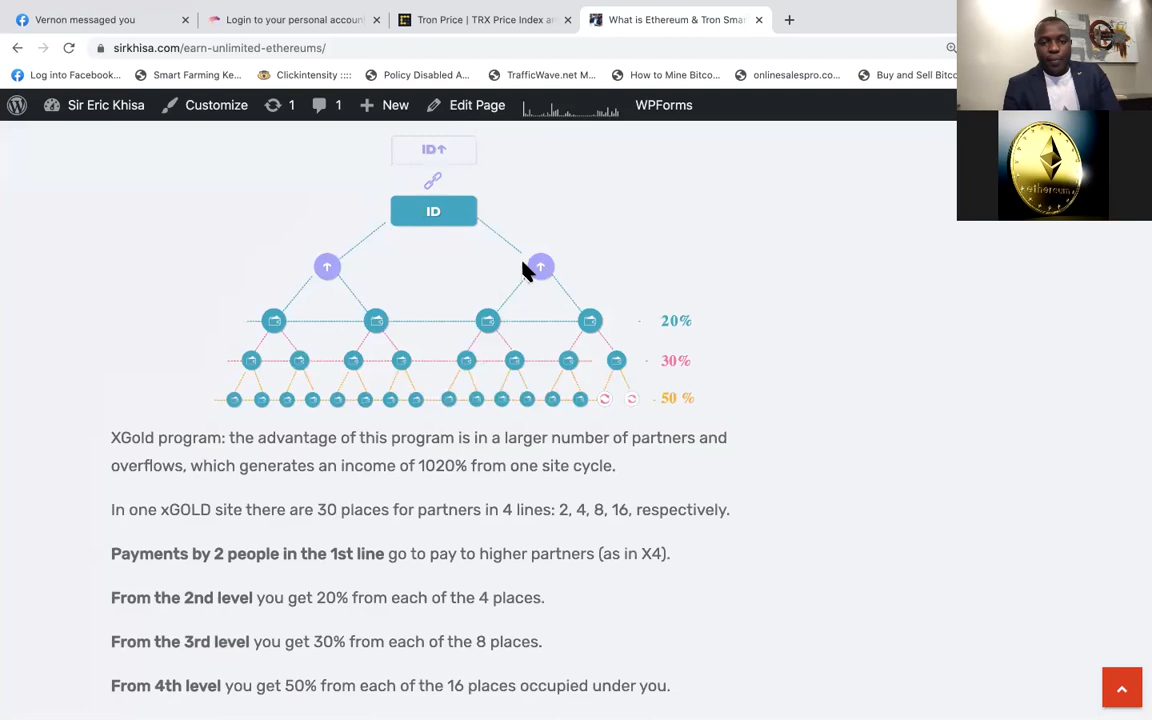 Vernon messaged you
Login to your personal accoun
Tron Price | TRX Price Index an
What is Ethereum & Tron Smar
sirkhisa.com/earn-unlimited-ethereums/
Log into Facebook...
Smart Farming Ke...
Clickintensity ::::
Policy Disabled A...
TrafficWave.net M...
How to Mine Bitco...
onlinesalespro.co...
Buy and Sell Bitco
Sir Eric Khisa
Customize
1
1
New
Edit Page
WPForms
ethereum
ID↑
ID
20%
30%
50 %
XGold program: the advantage of this program is in a larger number of partners and
overflows, which generates an income of 1020% from one site cycle.
In one xGOLD site there are 30 places for partners in 4 lines: 2, 4, 8, 16, respectively.
Payments by 2 people in the 1st line go to pay to higher partners (as in X4).
From the 2nd level you get 20% from each of the 4 places.
From the 3rd level you get 30% from each of the 8 places.
From 4th level you get 50% from each of the 16 places occupied under you.